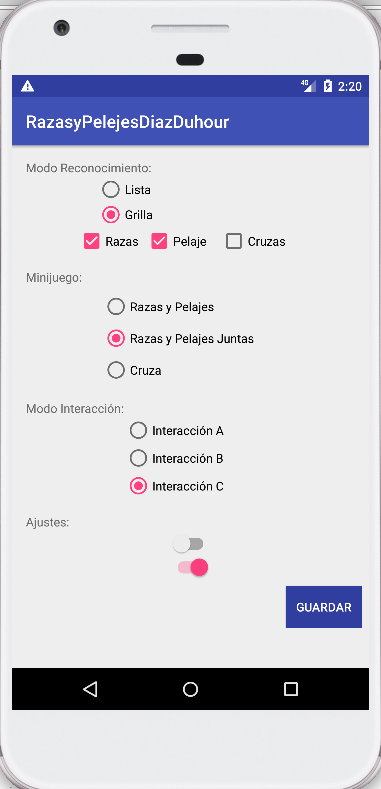 4G 2:20
RazasyPelejesDiazDuhour
Modo Reconocimiento:
Lista
Grilla
Razas Pelaje Cruzas
Minijuego:
Razas y Pelajes
Razas y Pelajes Juntas
Cruza
Modo Interacción:
Interacción A
Interacción B
Interacción C
Ajustes:
GUARDAR